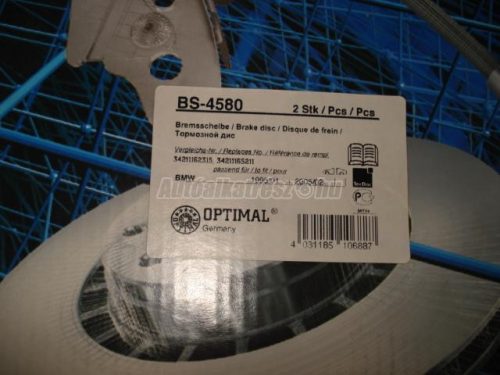 BS-4580
2 Stk / Pcs / Pcs
Bremsscheibe / Brake disc / Disque de frein /
Тормозной диск
Vergleichs-Nr. / Replaces No. / Référence de rempl.
34211162315, 34211165211
passend für / to fit / pour
BMW
OPTIMAL®
Germany
4 031185 106887